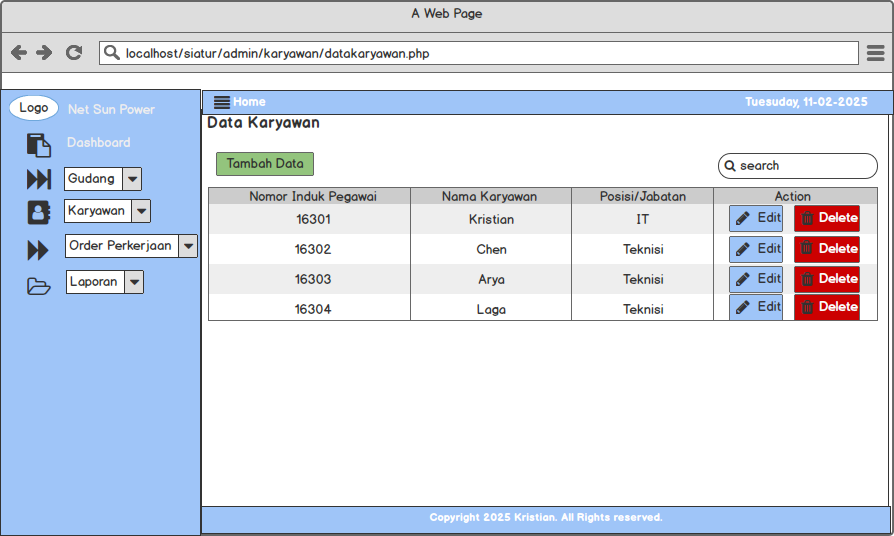 A Web Page
localhost/siatur/admin/karyawan/datakaryawan.php
Logo Net Sun Power
Dashboard
Gudang
Karyawan
Order Perkerjaan
Laporan
Home Tuesuday, 11-02-2025
Data Karyawan
Tambah Data search
Nomor Induk Pegawai Nama Karyawan Posisi/Jabatan Action
16301 Kristian IT Edit Delete
16302 Chen Teknisi Edit Delete
16303 Arya Teknisi Edit Delete
16304 Laga Teknisi Edit Delete
Copyright 2025 Kristian. All Rights reserved.